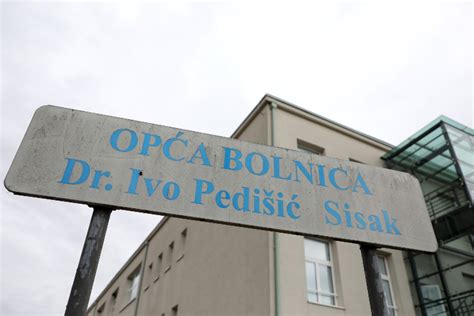 OPĆA BOLNICA
Dr. Ivo Pedišić Sisak